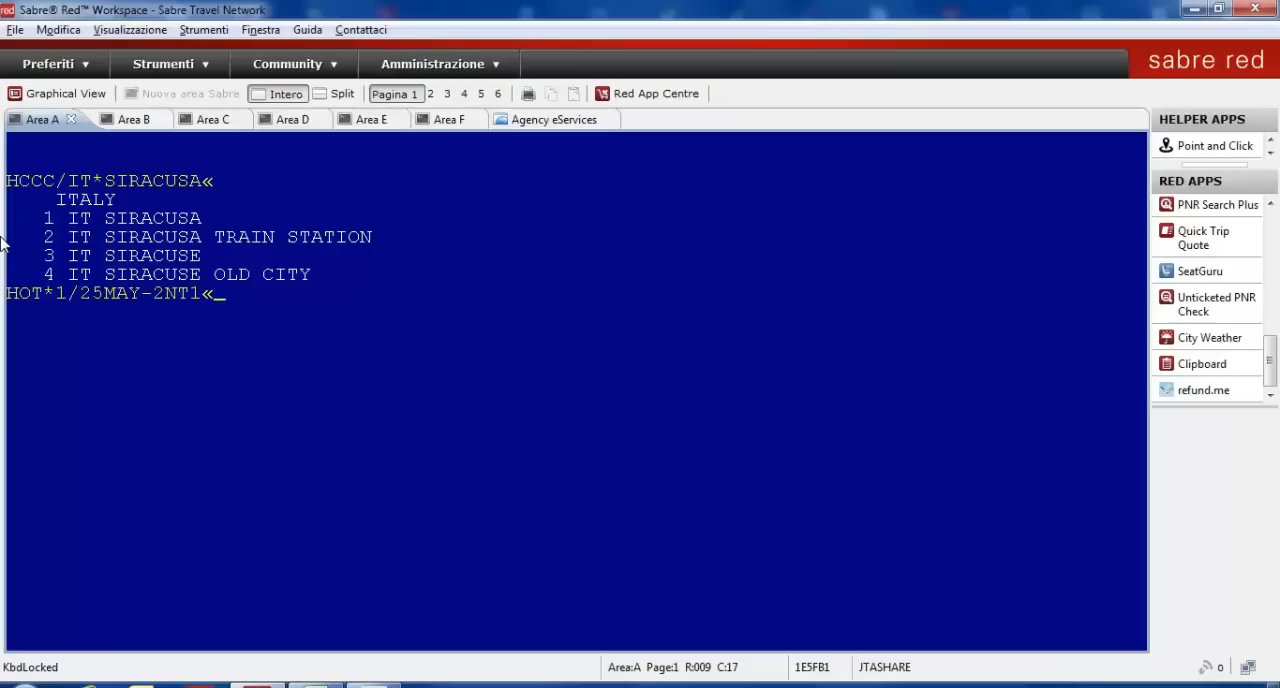 red Sabre® Red™ Workspace - Sabre Travel Network
File Modifica Visualizzazione Strumenti Finestra Guida Contattaci
Preferiti ▼ Strumenti ▼ Community ▼ Amministrazione ▼ sabre red
Graphical View Nuova area Sabre Intero Split Pagina 1 2 3 4 5 6 Red App Centre
Area A Area B Area C Area D Area E Area F Agency eServices
HCCC/IT*SIRACUSA«
ITALY
1 IT SIRACUSA
2 IT SIRACUSA TRAIN STATION
3 IT SIRACUSE
4 IT SIRACUSE OLD CITY
HOT*1/25MAY-2NT1«_
HELPER APPS
Point and Click
RED APPS
PNR Search Plus
Quick Trip
Quote
SeatGuru
Unticketed PNR
Check
City Weather
Clipboard
refund.me
KbdLocked Area:A Page:1 R:009 C:17 1E5FB1 JTASHARE 0